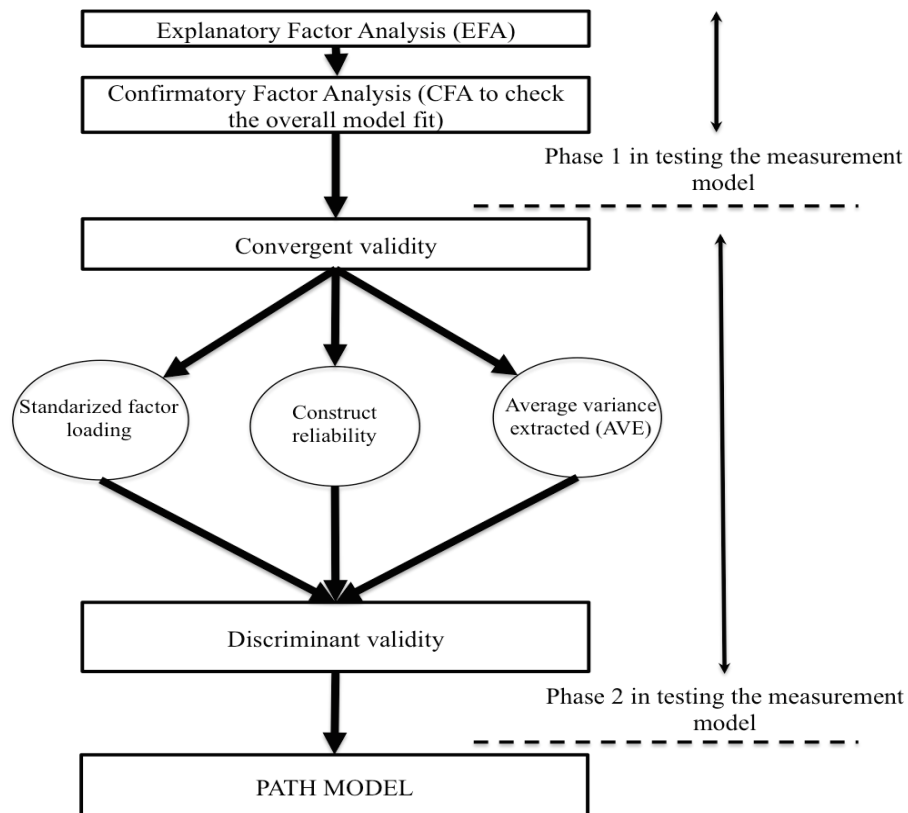 Explanatory Factor Analysis (EFA)
Confirmatory Factor Analysis (CFA to check
the overall model fit)
Phase 1 in testing the measurement
model
Convergent validity
Standarized factor
loading
Construct
reliability
Average variance
extracted (AVE)
Discriminant validity
Phase 2 in testing the measurement
model
PATH MODEL